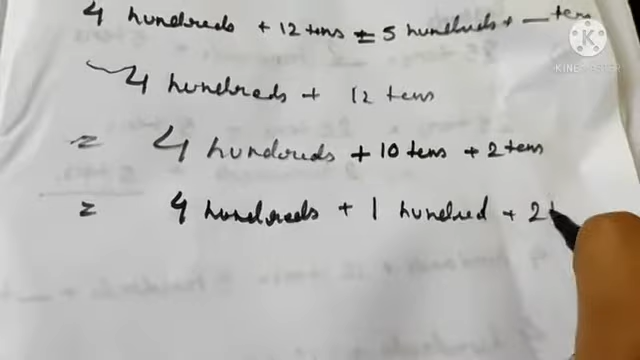 4 hundreds + 12 tens = 5 hundreds + __ tens
4 hundreds + 12 tens
= 4 hundreds + 10 tens + 2 tens
= 4 hundreds + 1 hundred + 2 t
KINEMASTER